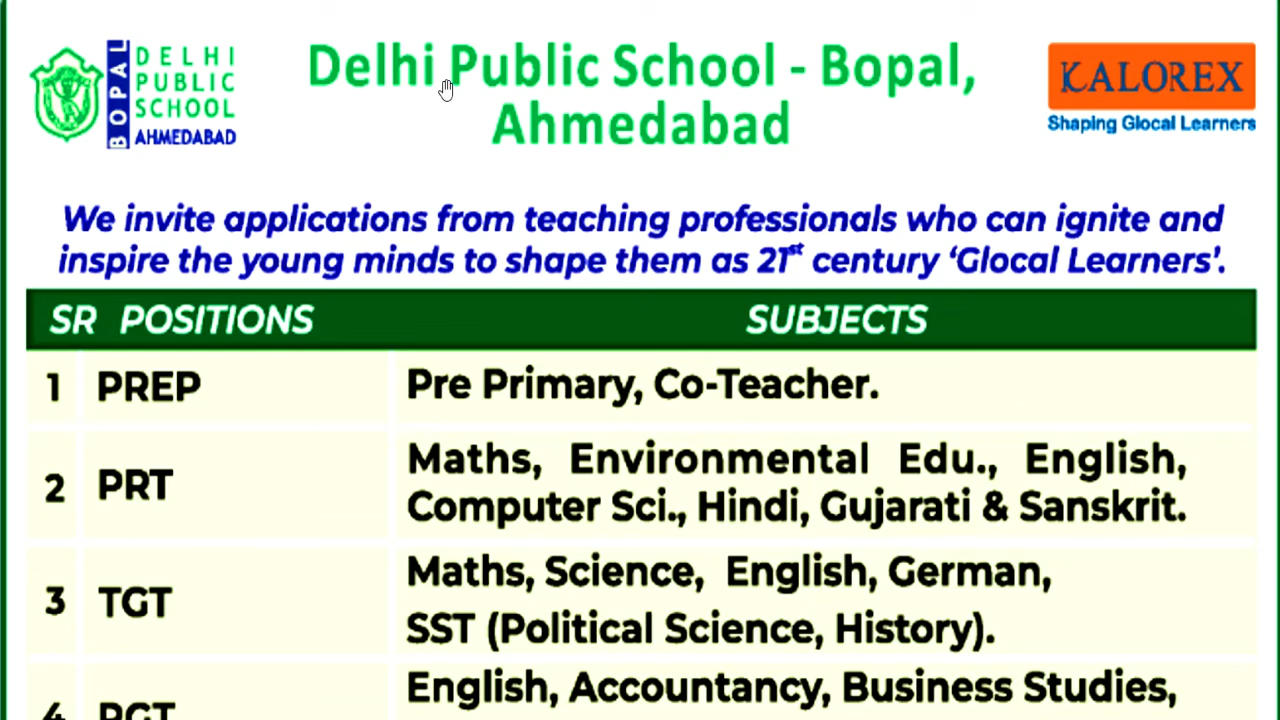 DELHI
PUBLIC
SCHOOL
BOPAL
AHMEDABAD
Delhi Public School - Bopal,
Ahmedabad
KALOREX
Shaping Glocal Learners
We invite applications from teaching professionals who can ignite and
inspire the young minds to shape them as 21st century ‘Glocal Learners’.
SR POSITIONS SUBJECTS
1 PREP Pre Primary, Co-Teacher.
2 PRT Maths, Environmental Edu., English,
Computer Sci., Hindi, Gujarati & Sanskrit.
3 TGT Maths, Science, English, German,
SST (Political Science, History).
4 PGT English, Accountancy, Business Studies,